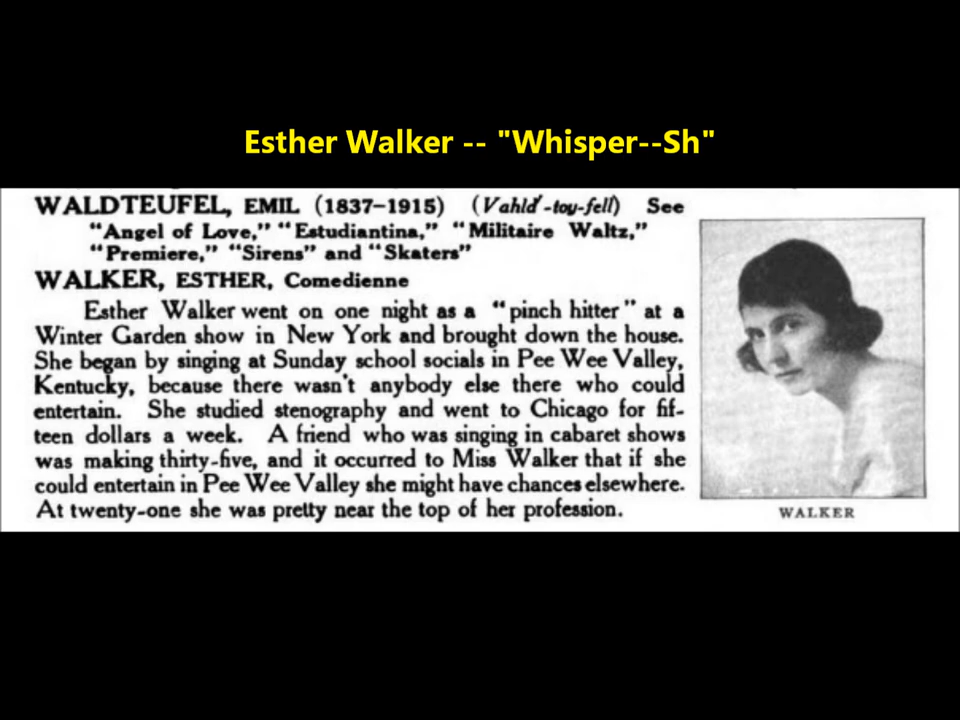 Esther Walker -- "Whisper--Sh"
WALDTEUFEL, EMIL (1837–1915) (Vahld′-toy-fell) See
"Angel of Love," "Estudiantina," "Militaire Waltz,"
"Premiere," "Sirens" and "Skaters"
WALKER, ESTHER, Comedienne
Esther Walker went on one night as a "pinch hitter" at a
Winter Garden show in New York and brought down the house.
She began by singing at Sunday school socials in Pee Wee Valley,
Kentucky, because there wasn't anybody else there who could
entertain. She studied stenography and went to Chicago for fif-
teen dollars a week. A friend who was singing in cabaret shows
was making thirty-five, and it occurred to Miss Walker that if she
could entertain in Pee Wee Valley she might have chances elsewhere.
At twenty-one she was pretty near the top of her profession.
WALKER